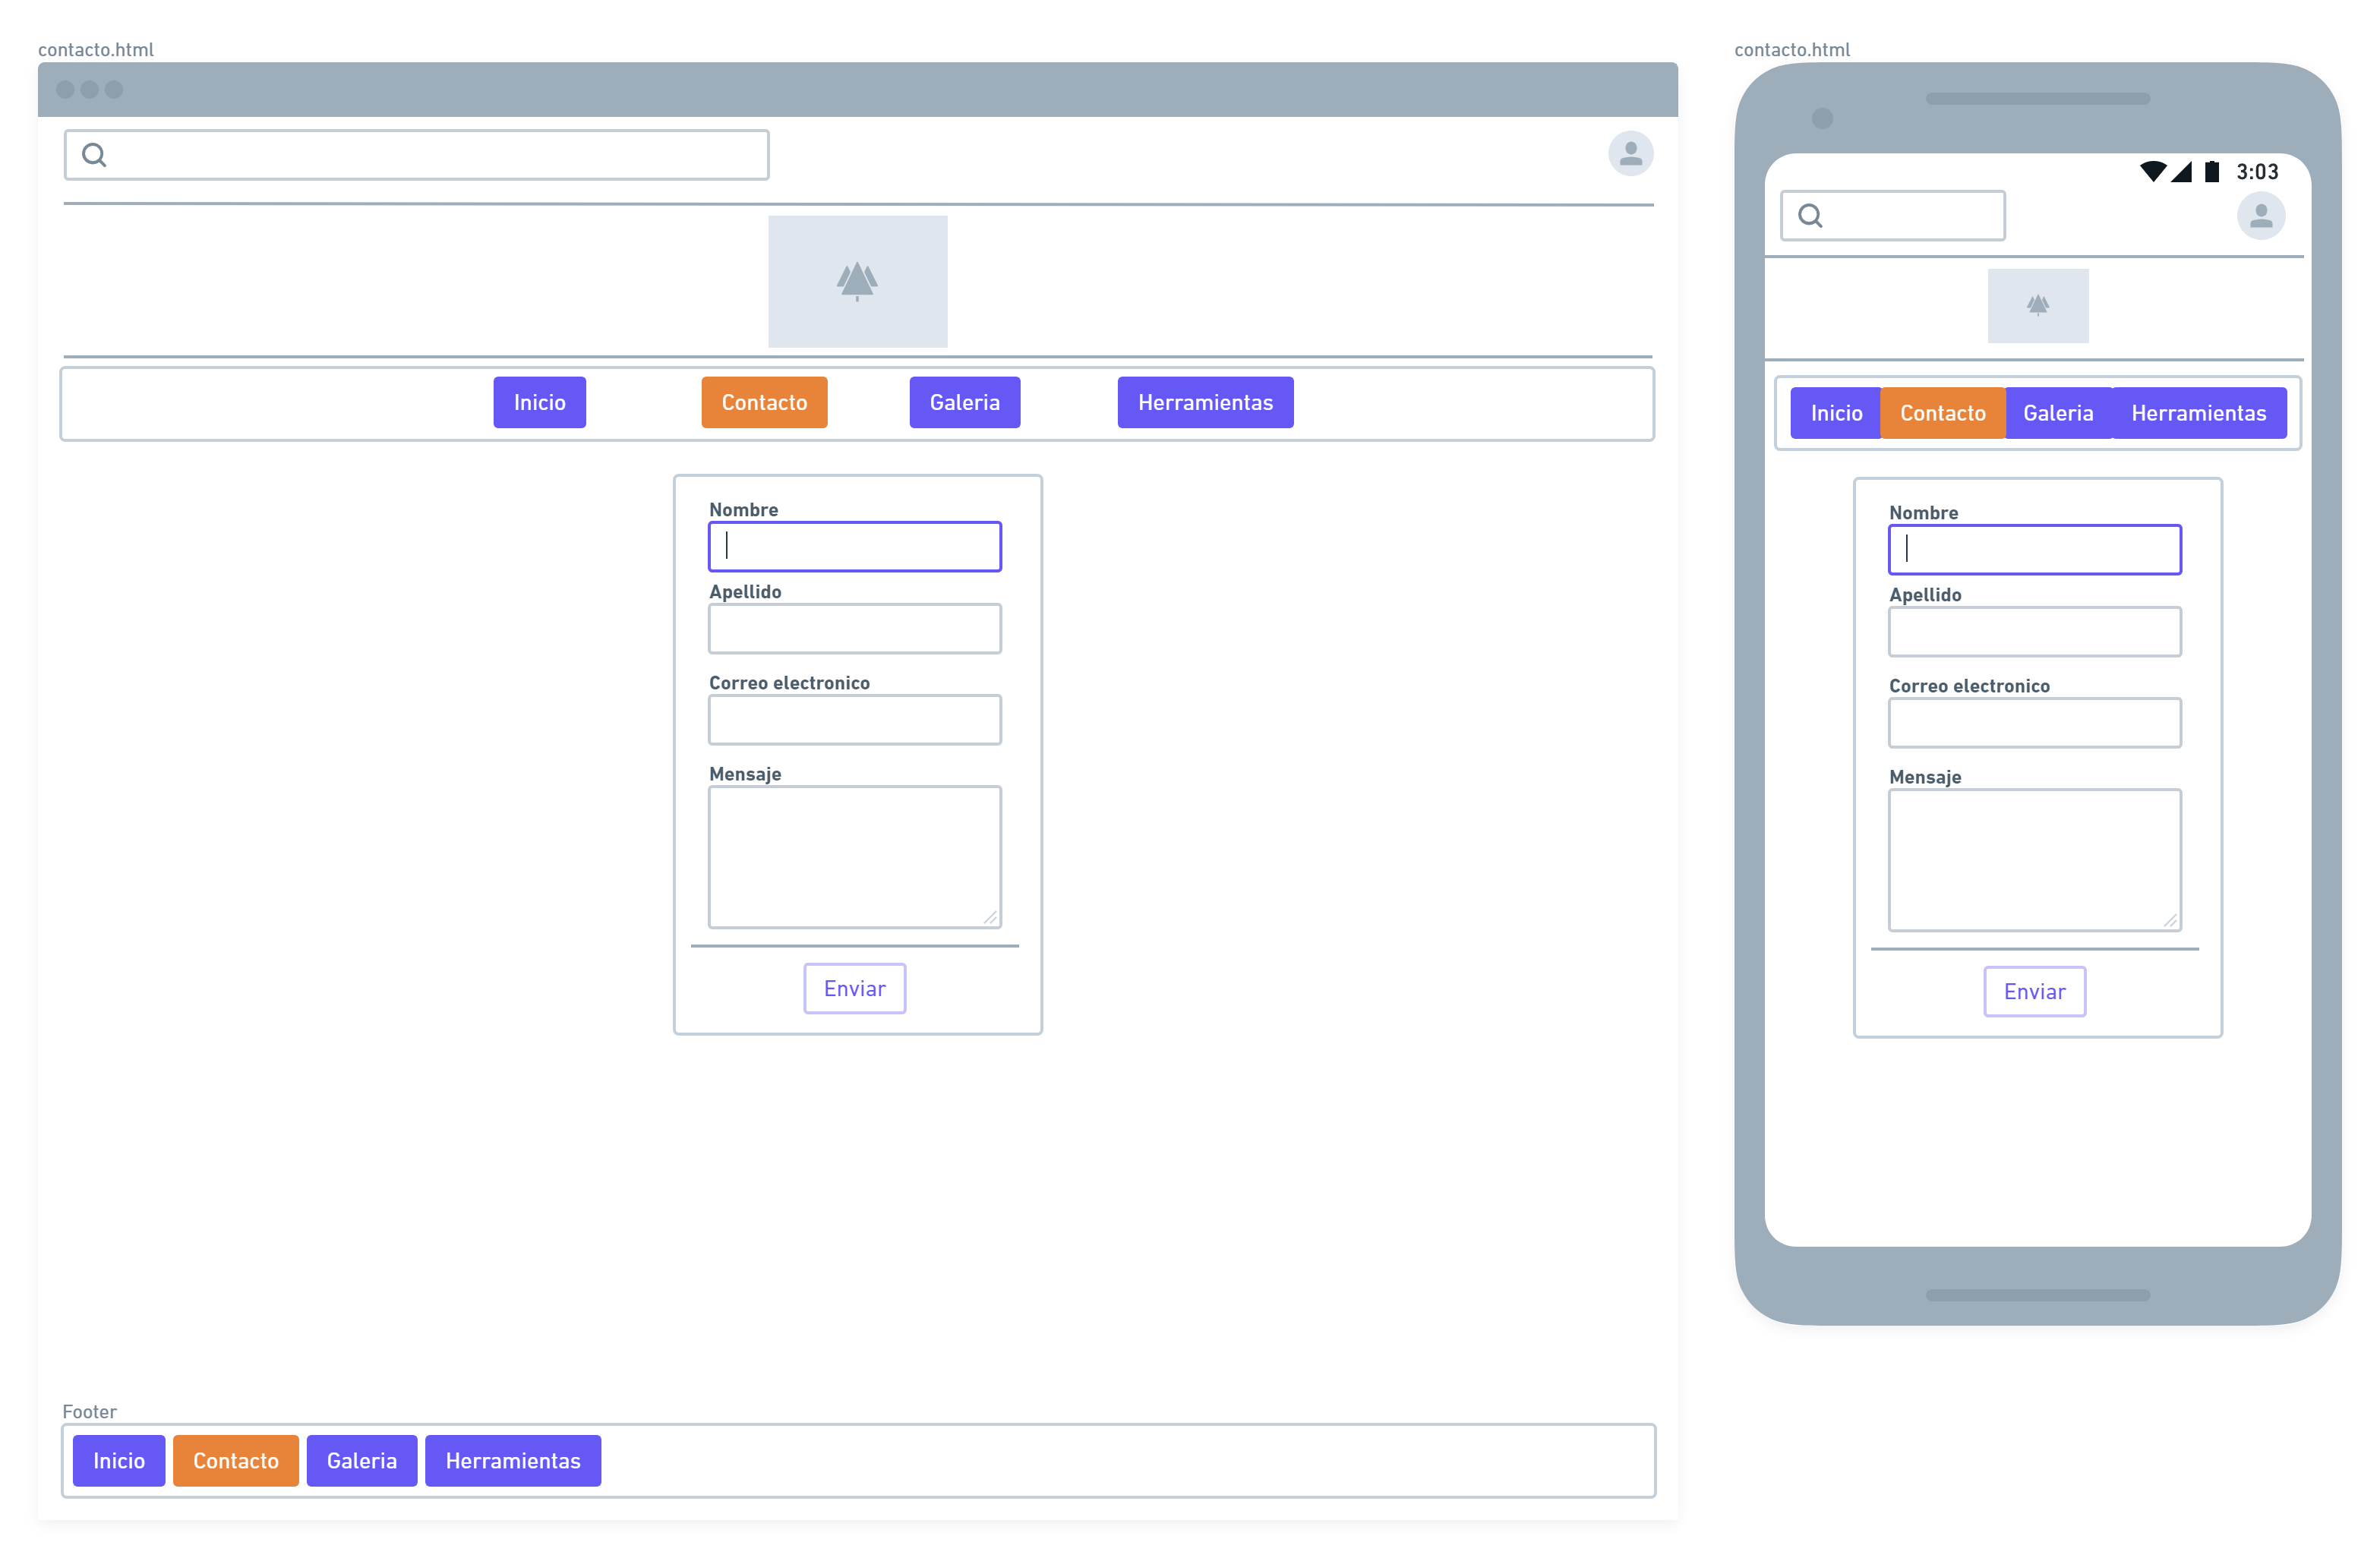 contacto.html
Inicio Contacto Galeria Herramientas
Nombre
Apellido
Correo electronico
Mensaje
Enviar
Footer
Inicio Contacto Galeria Herramientas
contacto.html
3:03
Inicio Contacto Galeria Herramientas
Nombre
Apellido
Correo electronico
Mensaje
Enviar